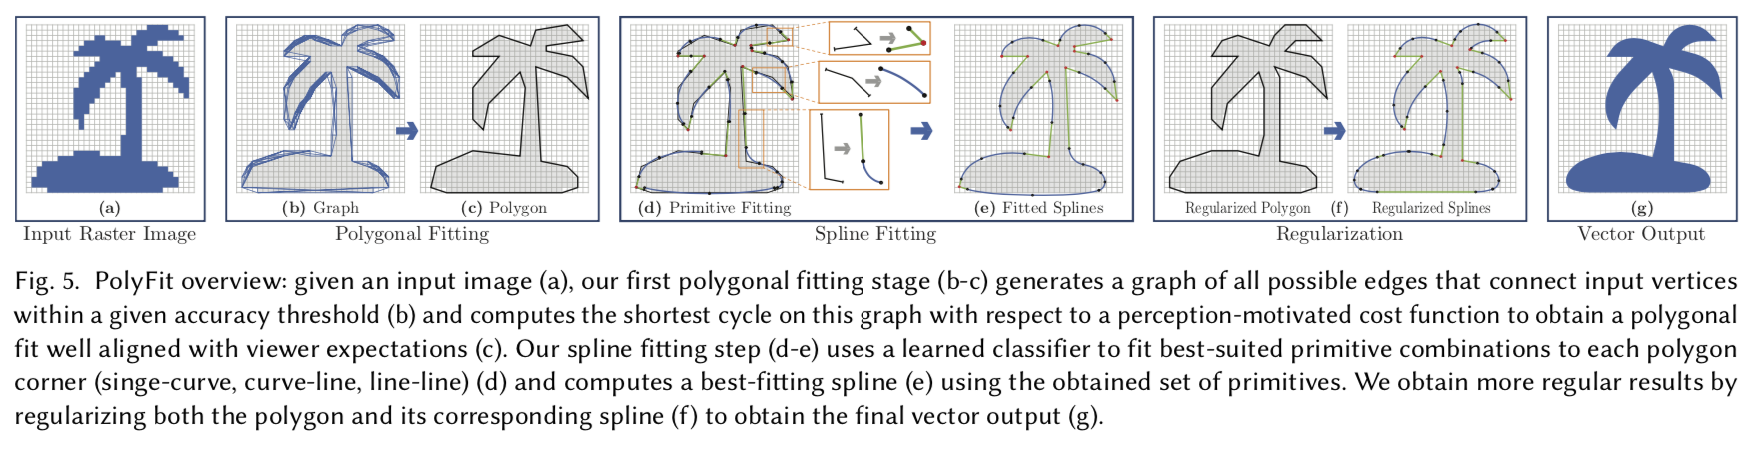 (a)
(b) Graph
(c) Polygon
(d) Primitive Fitting
(e) Fitted Splines
Regularized Polygon
(f)
Regularized Splines
(g)
Input Raster Image
Polygonal Fitting
Spline Fitting
Regularization
Vector Output
Fig. 5. PolyFit overview: given an input image (a), our first polygonal fitting stage (b-c) generates a graph of all possible edges that connect input vertices
within a given accuracy threshold (b) and computes the shortest cycle on this graph with respect to a perception-motivated cost function to obtain a polygonal
fit well aligned with viewer expectations (c). Our spline fitting step (d-e) uses a learned classifier to fit best-suited primitive combinations to each polygon
corner (singe-curve, curve-line, line-line) (d) and computes a best-fitting spline (e) using the obtained set of primitives. We obtain more regular results by
regularizing both the polygon and its corresponding spline (f) to obtain the final vector output (g).